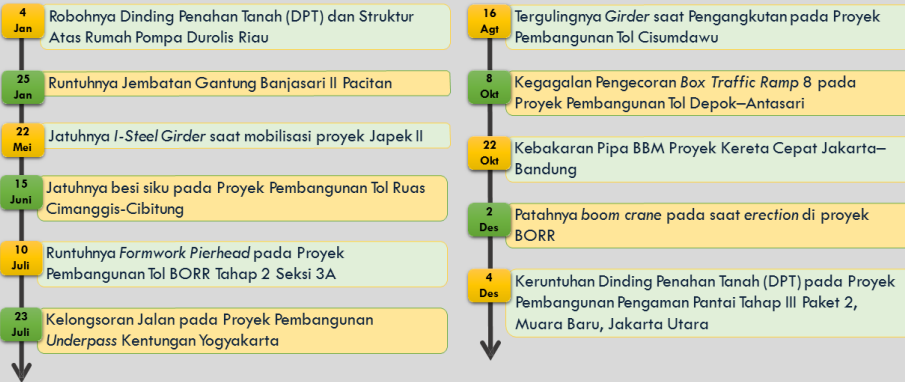 4
Jan
Robohnya Dinding Penahan Tanah (DPT) dan Struktur
Atas Rumah Pompa Durolis Riau
25
Jan
Runtuhnya Jembatan Gantung Banjasari II Pacitan
22
Mei
Jatuhnya I-Steel Girder saat mobilisasi proyek Japek II
15
Juni
Jatuhnya besi siku pada Proyek Pembangunan Tol Ruas
Cimanggis-Cibitung
10
Juli
Runtuhnya Formwork Pierhead pada Proyek
Pembangunan Tol BORR Tahap 2 Seksi 3A
23
Juli
Kelongsoran Jalan pada Proyek Pembangunan
Underpass Kentungan Yogyakarta
16
Agt
Tergulingnya Girder saat Pengangkutan pada Proyek
Pembangunan Tol Cisumdawu
8
Okt
Kegagalan Pengecoran Box Traffic Ramp 8 pada
Proyek Pembangunan Tol Depok–Antasari
22
Okt
Kebakaran Pipa BBM Proyek Kereta Cepat Jakarta–
Bandung
2
Des
Patahnya boom crane pada saat erection di proyek
BORR
4
Des
Keruntuhan Dinding Penahan Tanah (DPT) pada Proyek
Pembangunan Pengaman Pantai Tahap III Paket 2,
Muara Baru, Jakarta Utara